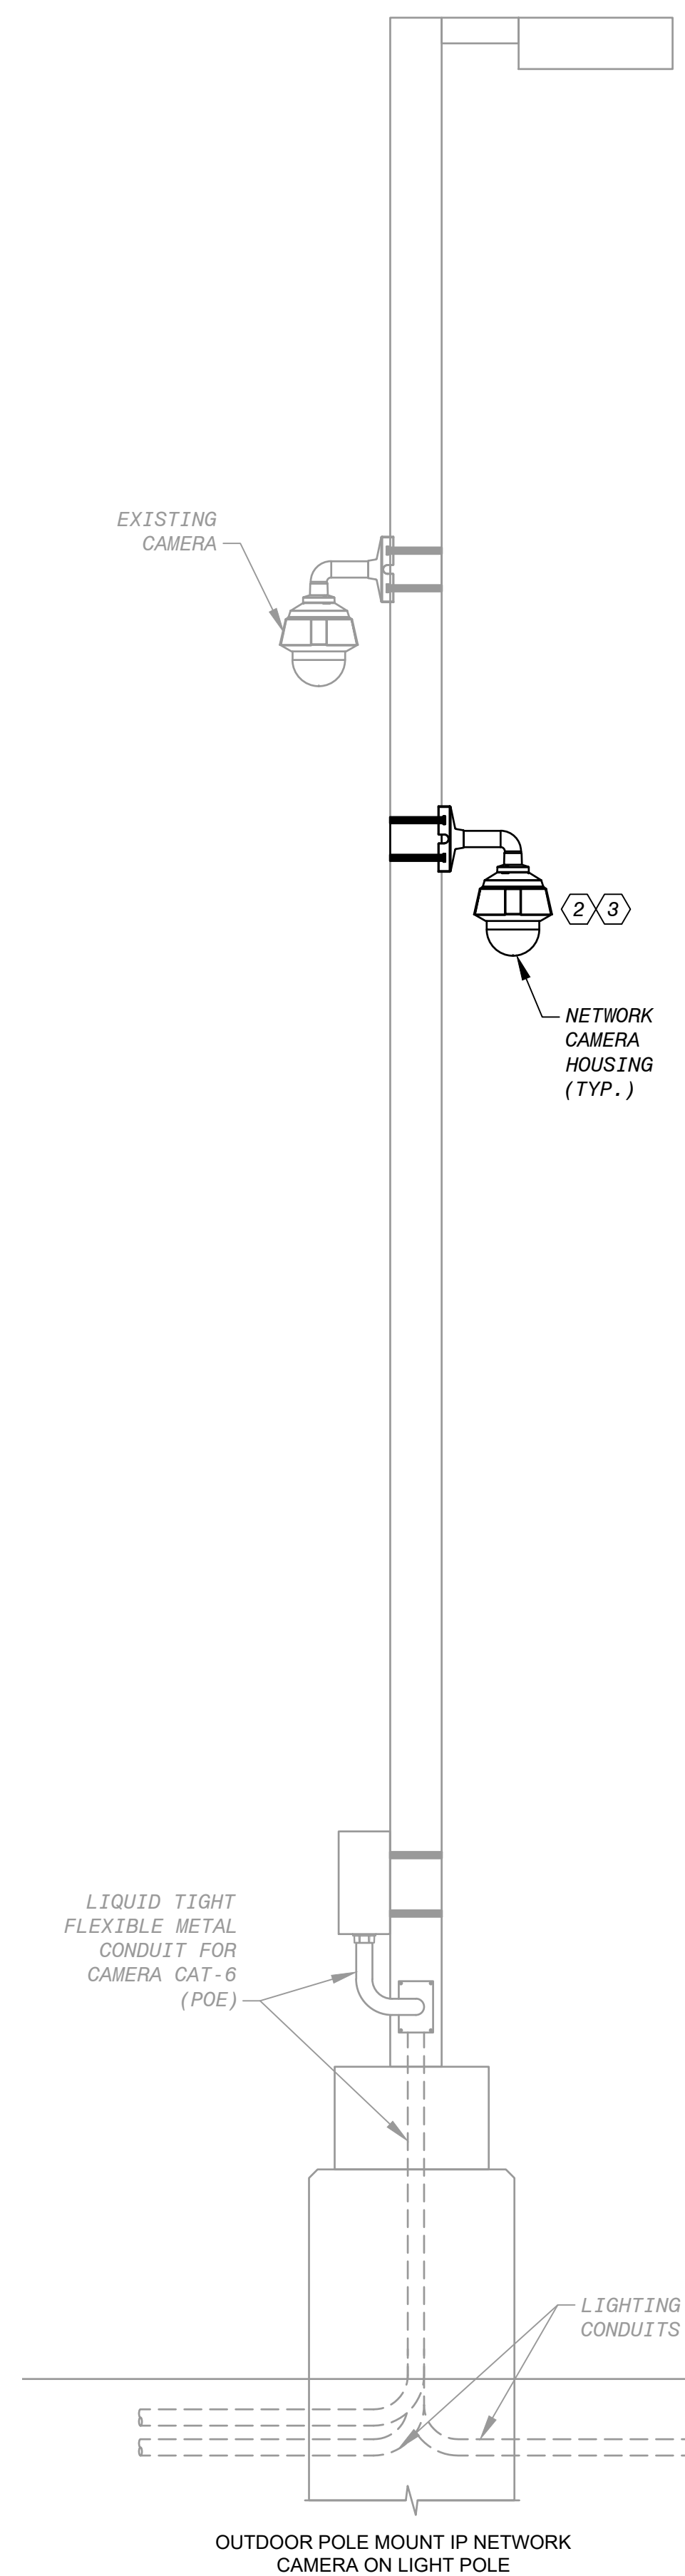 EXISTING
CAMERA
2 3
NETWORK
CAMERA
HOUSING
(TYP.)
LIQUID TIGHT
FLEXIBLE METAL
CONDUIT FOR
CAMERA CAT-6
(POE)
LIGHTING
CONDUITS
OUTDOOR POLE MOUNT IP NETWORK
CAMERA ON LIGHT POLE